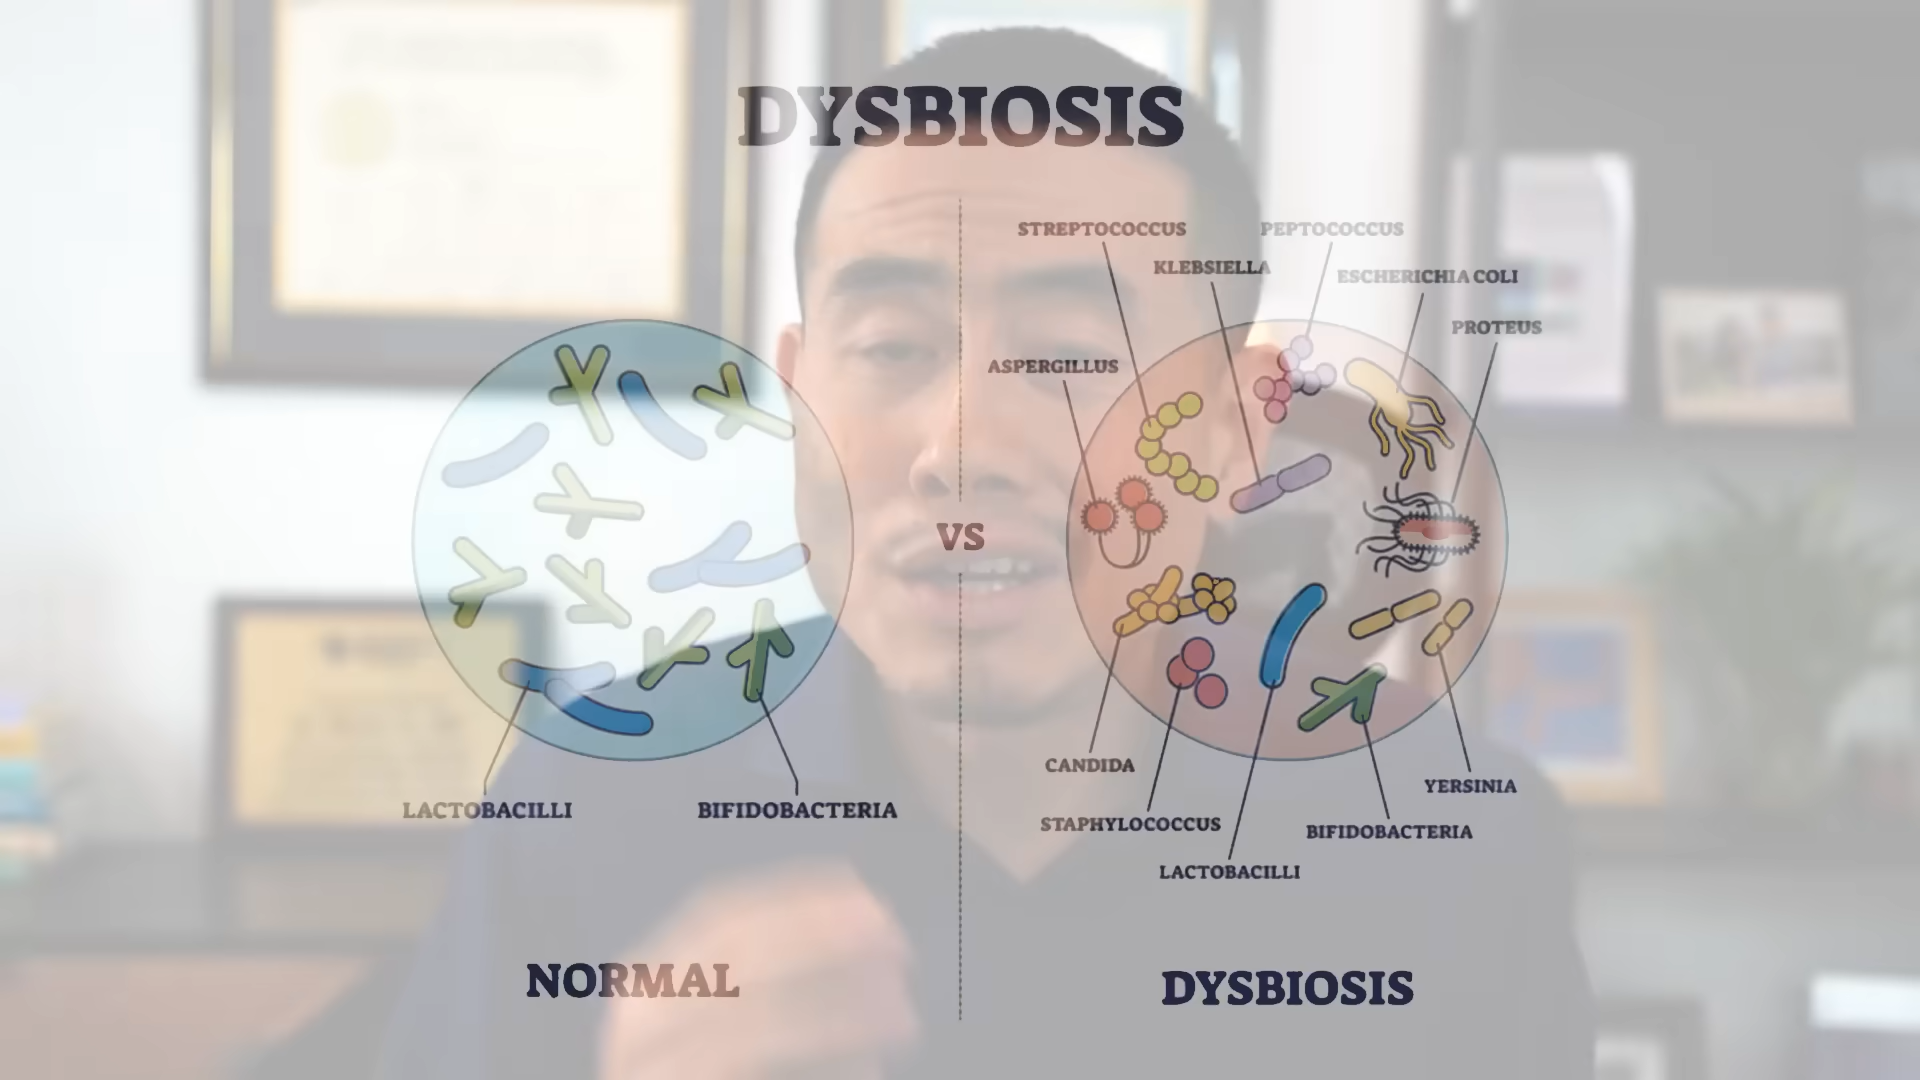 DYSBIOSIS
STREPTOCOCCUS
PEPTOCOCCUS
KLEBSIELLA
ESCHERICHIA COLI
PROTEUS
ASPERGILLUS
VS
CANDIDA
YERSINIA
LACTOBACILLI
BIFIDOBACTERIA
STAPHYLOCOCCUS
BIFIDOBACTERIA
LACTOBACILLI
NORMAL
DYSBIOSIS